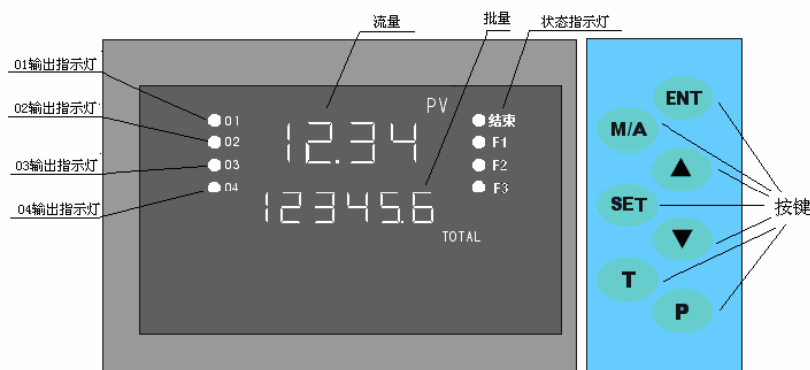 流量
批量
状态指示灯
01输出指示灯
02输出指示灯
03输出指示灯
04输出指示灯
01
02
03
04
PV
12.34
12345.6
TOTAL
结束
F1
F2
F3
ENT
M/A
▲
SET
▼
T
P
按键